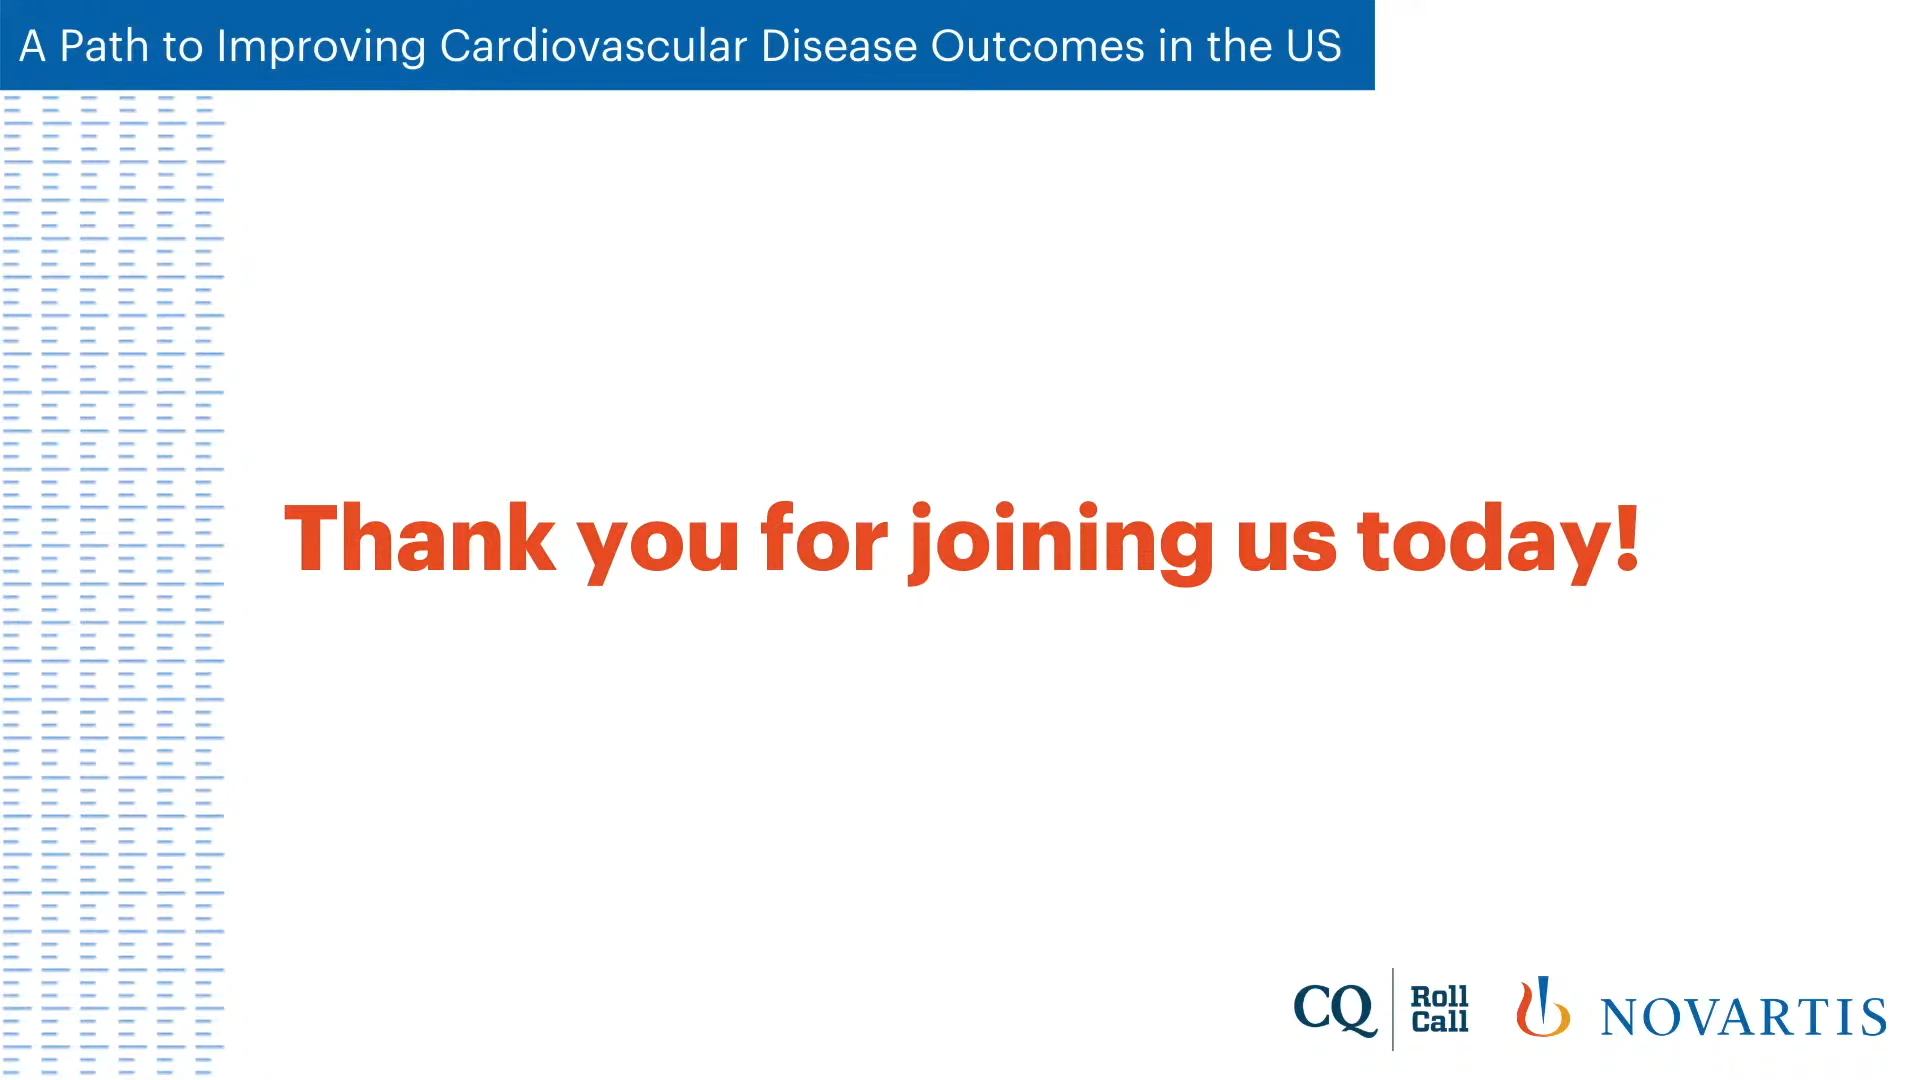 A Path to Improving Cardiovascular Disease Outcomes in the US
Thank you for joining us today!
CQ Roll Call
NOVARTIS